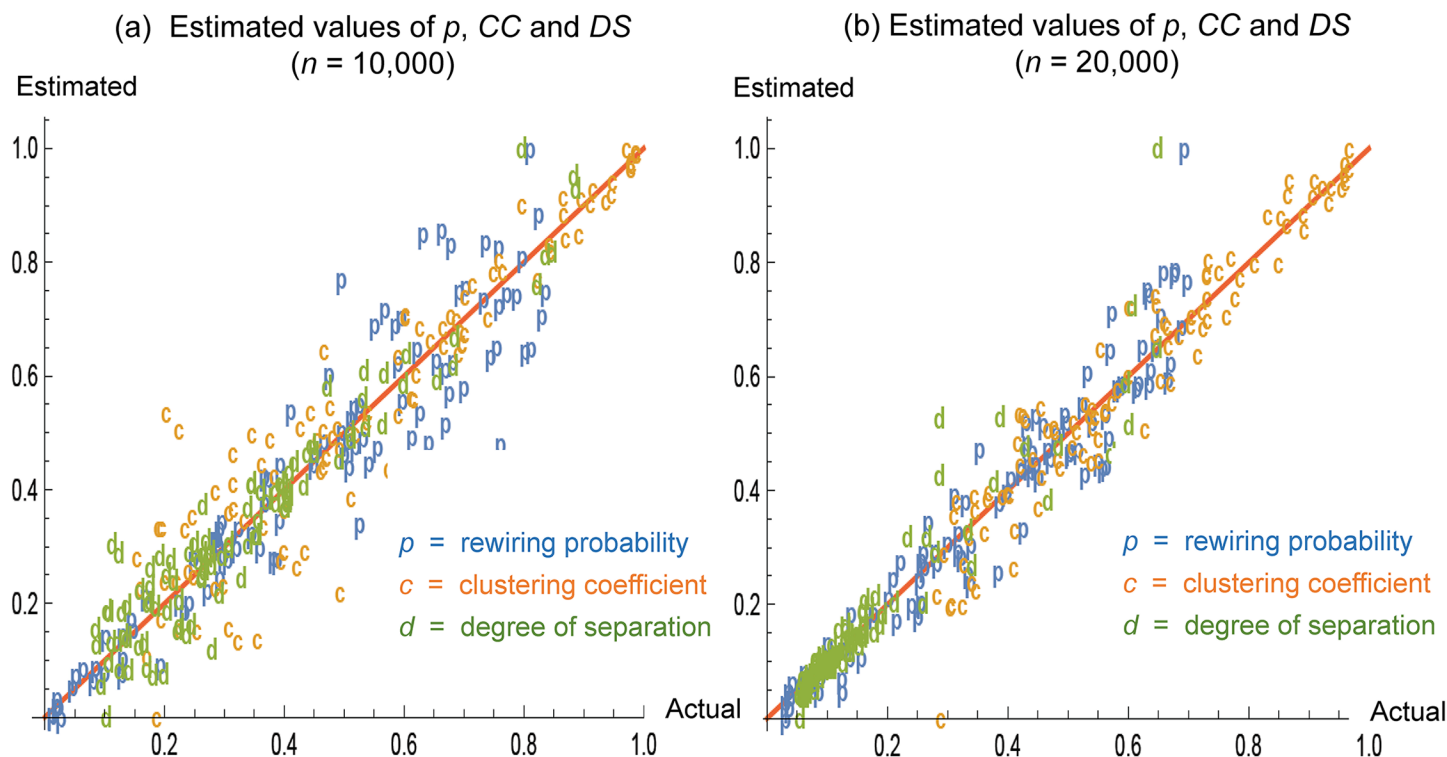 (a) Estimated values of p, CC and DS
(n = 10,000)
Estimated
1.0
0.8
0.6
0.4
0.2
0.2 0.4 0.6 0.8 1.0
Actual
p = rewiring probability
c = clustering coefficient
d = degree of separation
(b) Estimated values of p, CC and DS
(n = 20,000)
Estimated
1.0
0.8
0.6
0.4
0.2
0.2 0.4 0.6 0.8 1.0
Actual
p = rewiring probability
c = clustering coefficient
d = degree of separation